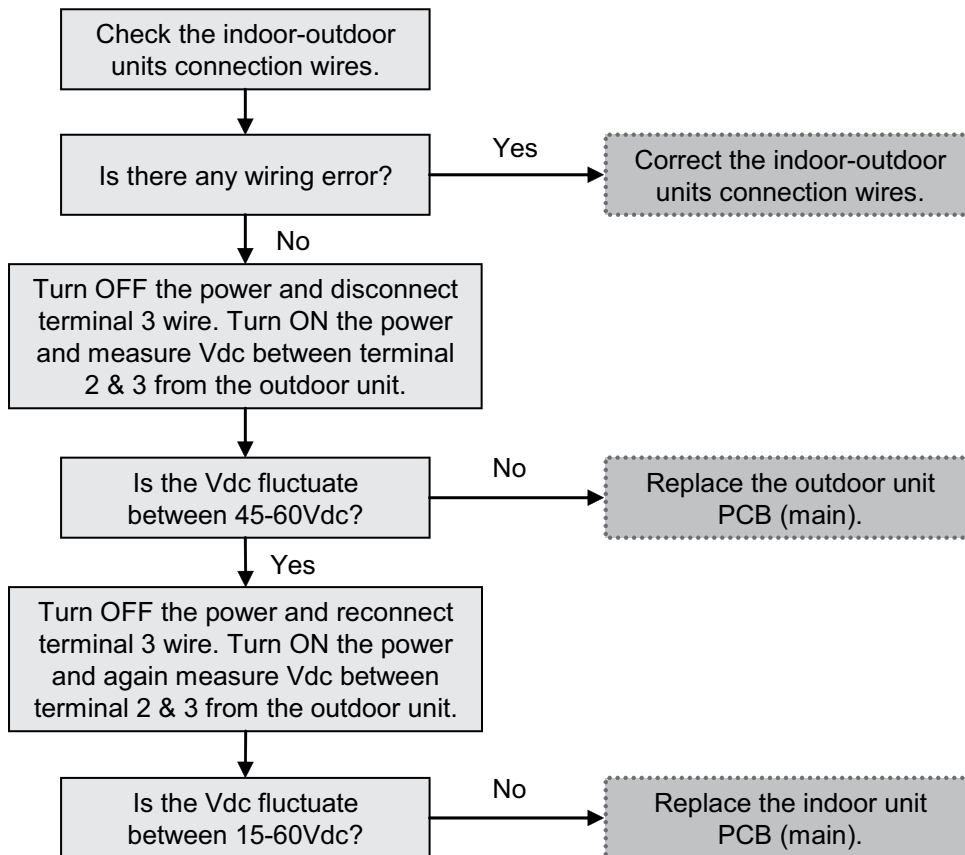 Check the indoor-outdoor
units connection wires.
Is there any wiring error?
Yes
Correct the indoor-outdoor
units connection wires.
No
Turn OFF the power and disconnect
terminal 3 wire. Turn ON the power
and measure Vdc between terminal
2 & 3 from the outdoor unit.
Is the Vdc fluctuate
between 45-60Vdc?
No
Replace the outdoor unit
PCB (main).
Yes
Turn OFF the power and reconnect
terminal 3 wire. Turn ON the power
and again measure Vdc between
terminal 2 & 3 from the outdoor unit.
Is the Vdc fluctuate
between 15-60Vdc?
No
Replace the indoor unit
PCB (main).